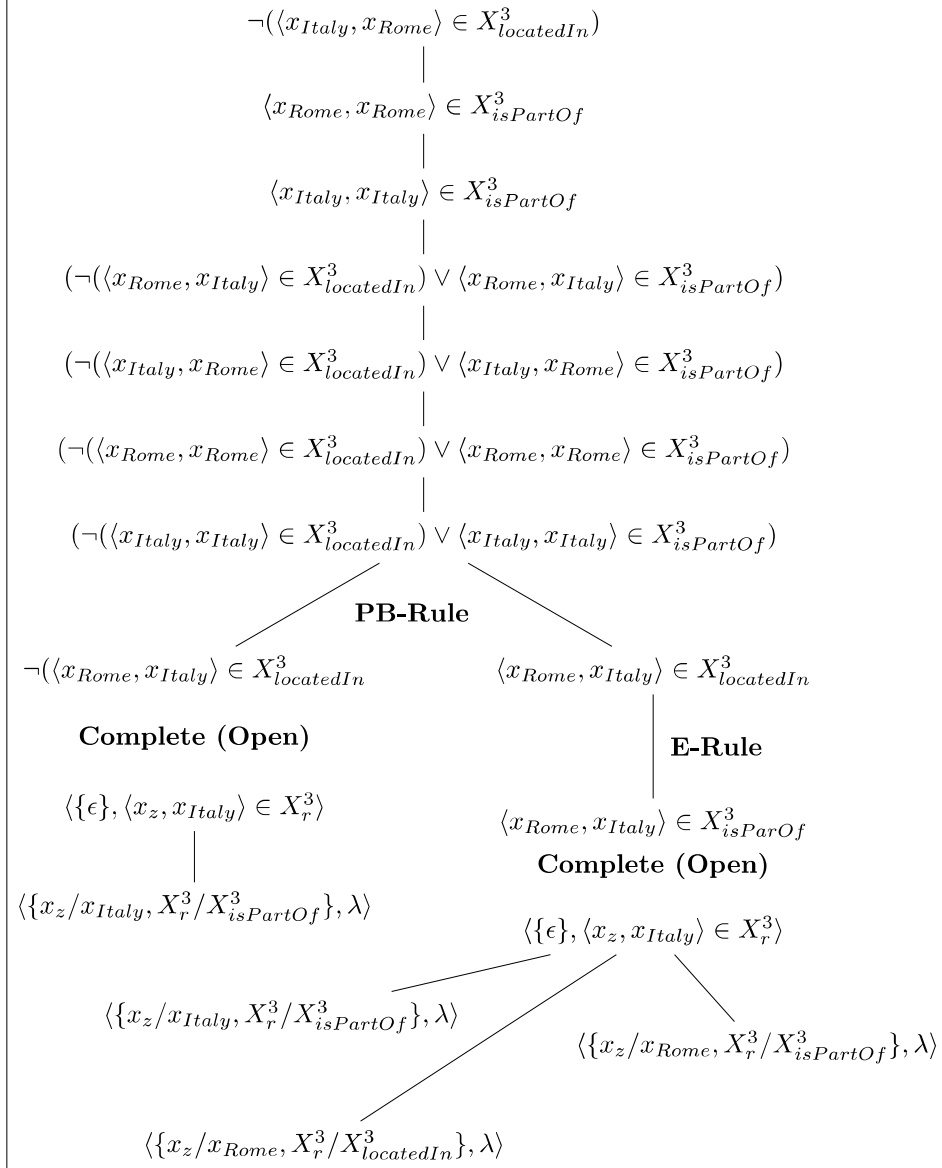 ¬(⟨x_{Italy}, x_{Rome}⟩ ∈ X^3_{locatedIn})
⟨x_{Rome}, x_{Rome}⟩ ∈ X^3_{isPartOf}
⟨x_{Italy}, x_{Italy}⟩ ∈ X^3_{isPartOf}
(¬(⟨x_{Rome}, x_{Italy}⟩ ∈ X^3_{locatedIn}) ∨ ⟨x_{Rome}, x_{Italy}⟩ ∈ X^3_{isPartOf})
(¬(⟨x_{Italy}, x_{Rome}⟩ ∈ X^3_{locatedIn}) ∨ ⟨x_{Italy}, x_{Rome}⟩ ∈ X^3_{isPartOf})
(¬(⟨x_{Rome}, x_{Rome}⟩ ∈ X^3_{locatedIn}) ∨ ⟨x_{Rome}, x_{Rome}⟩ ∈ X^3_{isPartOf})
(¬(⟨x_{Italy}, x_{Italy}⟩ ∈ X^3_{locatedIn}) ∨ ⟨x_{Italy}, x_{Italy}⟩ ∈ X^3_{isPartOf})
PB-Rule
¬(⟨x_{Rome}, x_{Italy}⟩ ∈ X^3_{locatedIn}
⟨x_{Rome}, x_{Italy}⟩ ∈ X^3_{locatedIn}
Complete (Open)
E-Rule
⟨{ϵ}, ⟨x_z, x_{Italy}⟩ ∈ X^3_r⟩
⟨x_{Rome}, x_{Italy}⟩ ∈ X^3_{isParOf}
Complete (Open)
⟨{x_z/x_{Italy}, X^3_r/X^3_{isPartOf}}, λ⟩
⟨{ϵ}, ⟨x_z, x_{Italy}⟩ ∈ X^3_r⟩
⟨{x_z/x_{Italy}, X^3_r/X^3_{isPartOf}}, λ⟩
⟨{x_z/x_{Rome}, X^3_r/X^3_{isPartOf}}, λ⟩
⟨{x_z/x_{Rome}, X^3_r/X^3_{locatedIn}}, λ⟩